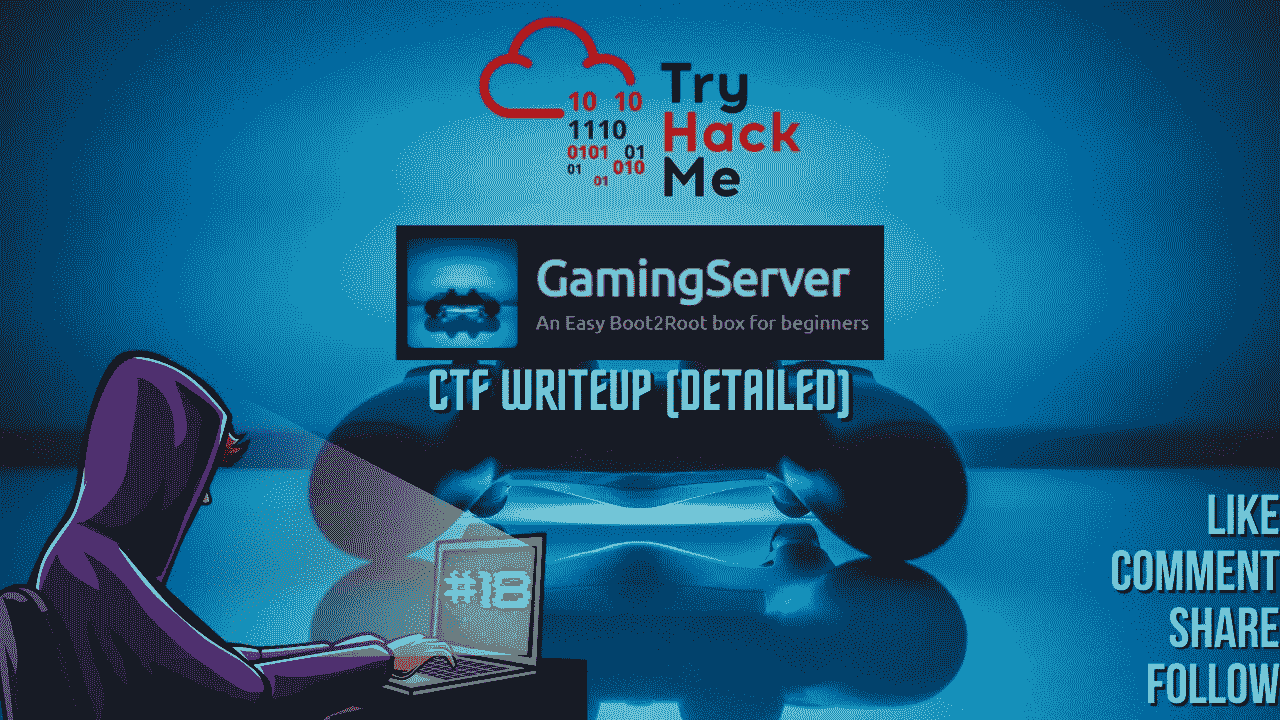 Try
Hack
Me
10 10
1110
0101 01
01 010
01
GamingServer
An Easy Boot2Root box for beginners
CTF WRITEUP (DETAILED)
#18
LIKE
COMMENT
SHARE
FOLLOW